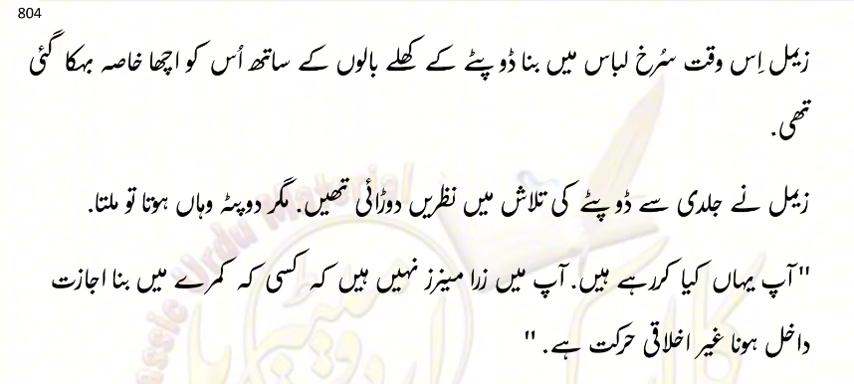 804
زیمل اِس وقت سُرخ لباس میں بنا ڈوپٹے کے کھلے بالوں کے ساتھ اُس کو اچھا خاصہ بہکا گئی
تھی.
زیمل نے جلدی سے ڈوپٹے کی تلاش میں نظریں دوڑائی تھیں. مگر دوپٹہ وہاں ہوتا تو ملتا.
"آپ یہاں کیا کررہے ہیں. آپ میں زرا مینرز نہیں ہیں کہ کسی کہ کمرے میں بنا اجازت
داخل ہونا غیر اخلاقی حرکت ہے. "